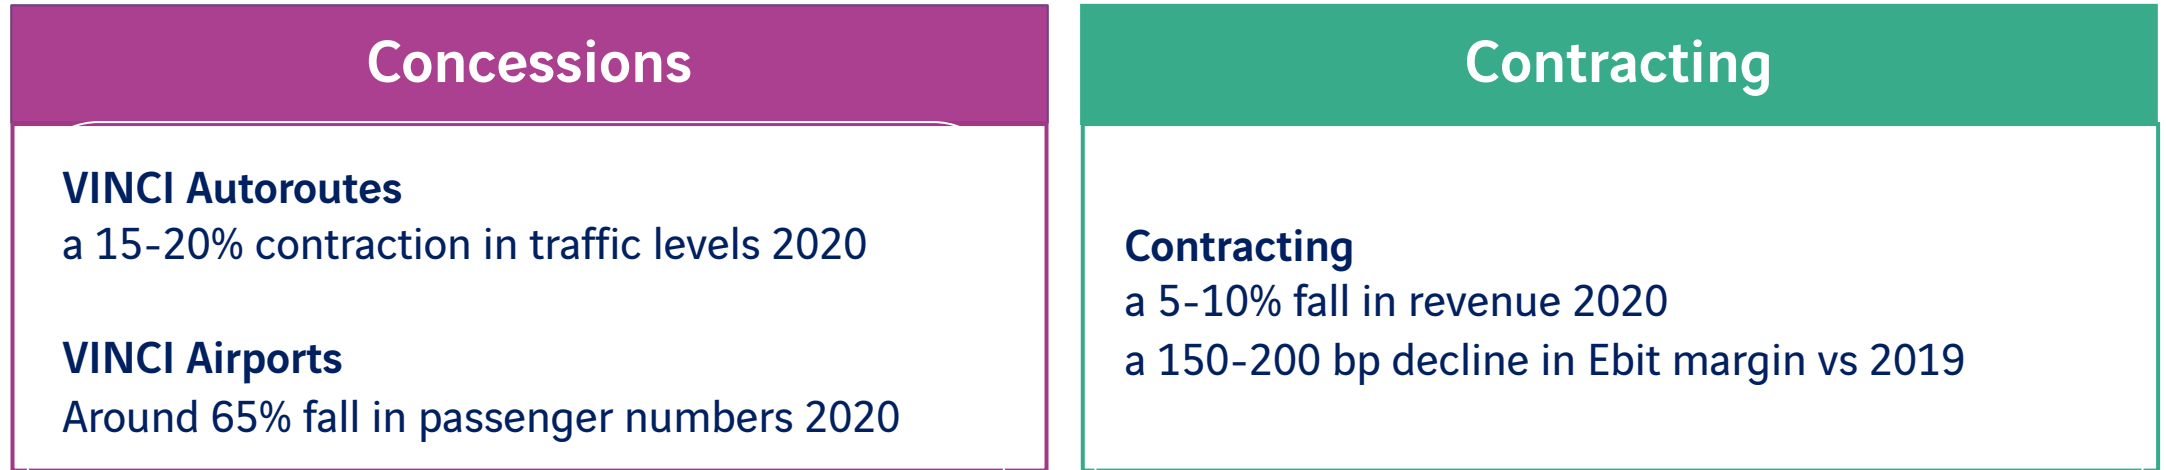 Concessions
VINCI Autoroutes
a 15-20% contraction in traffic levels 2020
VINCI Airports
Around 65% fall in passenger numbers 2020
Contracting
Contracting
a 5-10% fall in revenue 2020
a 150-200 bp decline in Ebit margin vs 2019